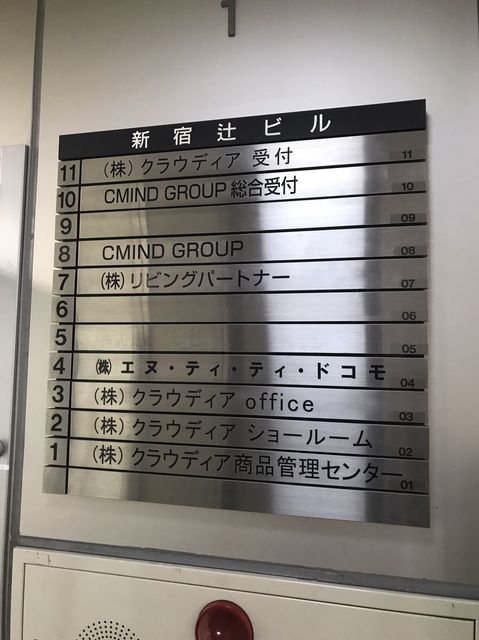 1
新宿辻ビル
11 (株)クラウディア 受付 11
10 CMIND GROUP 総合受付 10
9 09
8 CMIND GROUP 08
7 (株)リビングパートナー 07
6 06
5 05
4 ㈱エヌ・ティ・ティ・ドコモ 04
3 (株)クラウディア office 03
2 (株)クラウディア ショールーム 02
1 (株)クラウディア商品管理センター 01